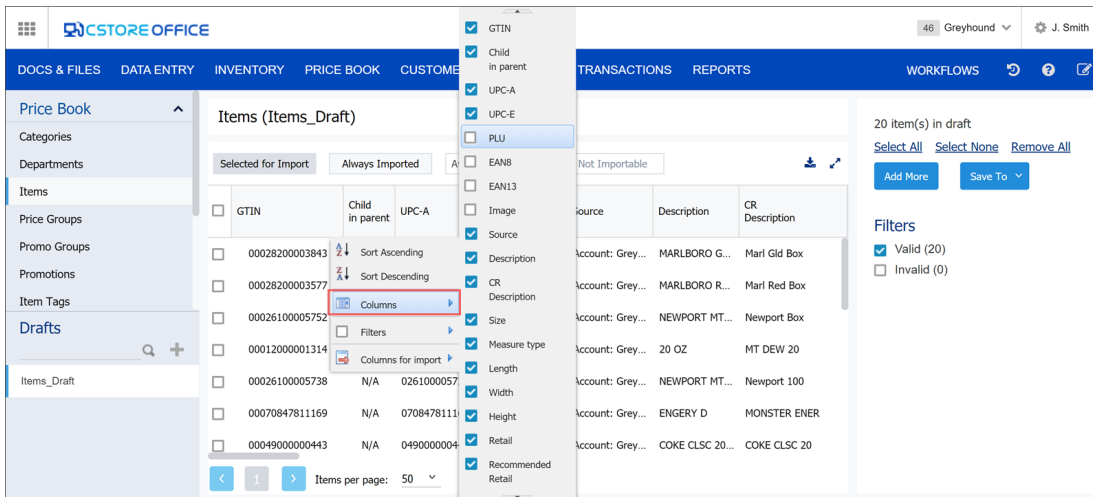 CSTOREOFFICE
46 Greyhound
J. Smith
DOCS & FILES DATA ENTRY INVENTORY PRICE BOOK CUSTOME TRANSACTIONS REPORTS WORKFLOWS
Price Book
Categories
Departments
Items
Price Groups
Promo Groups
Promotions
Item Tags
Drafts
Items_Draft
Items (Items_Draft)
Selected for Import Always Imported Not Importable
GTIN Child in parent UPC-A Source Description CR Description
00028200003843 Account: Grey... MARLBORO G... Marl Gld Box
00028200003577 Account: Grey... MARLBORO R... Marl Red Box
00026100005752 Account: Grey... NEWPORT MT... Newport Box
00012000001314 Account: Grey... 20 OZ MT DEW 20
00026100005738 N/A 0261000057 Account: Grey... NEWPORT MT... Newport 100
00070847811169 N/A 0708478111 Account: Grey... ENGERY D MONSTER ENER
00049000000443 N/A 0490000004 Account: Grey... COKE CLSC 20... COKE CLSC 20
1 Items per page: 50
Sort Ascending
Sort Descending
Columns
Filters
Columns for import
GTIN
Child
in parent
UPC-A
UPC-E
PLU
EAN8
EAN13
Image
Source
Description
CR
Description
Size
Measure type
Length
Width
Height
Retail
Recommended
Retail
20 item(s) in draft
Select All Select None Remove All
Add More Save To
Filters
Valid (20)
Invalid (0)